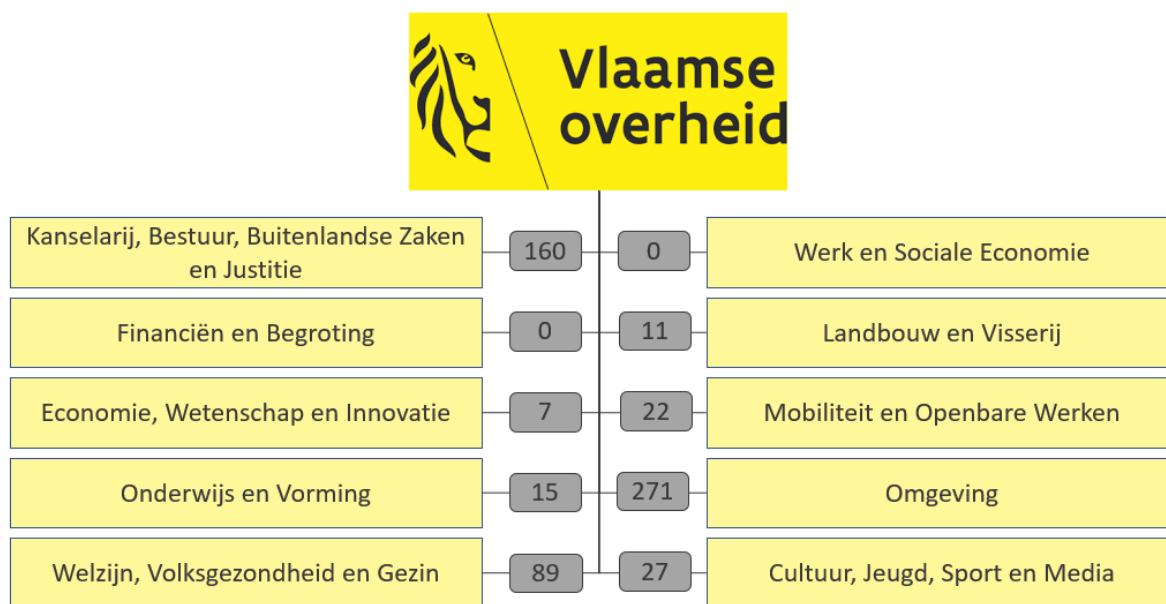 Vlaamse
overheid
Kanselarij, Bestuur, Buitenlandse Zaken
en Justitie
160
0
Werk en Sociale Economie
Financiën en Begroting
0
11
Landbouw en Visserij
Economie, Wetenschap en Innovatie
7
22
Mobiliteit en Openbare Werken
Onderwijs en Vorming
15
271
Omgeving
Welzijn, Volksgezondheid en Gezin
89
27
Cultuur, Jeugd, Sport en Media